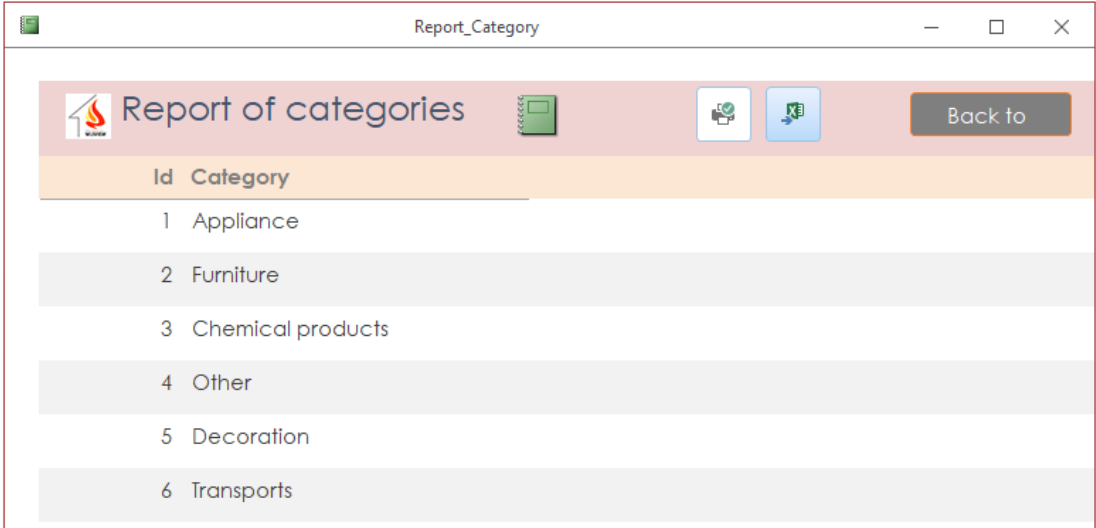 Report_Category
Report of categories
Back to
Id Category
1 Appliance
2 Furniture
3 Chemical products
4 Other
5 Decoration
6 Transports